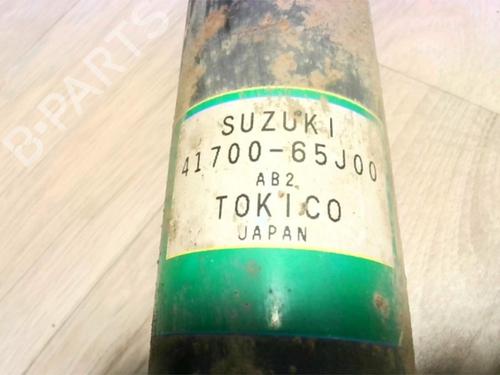 B-PARTS
SUZUKI
41700-65J00
AB2
TOKICO
JAPAN